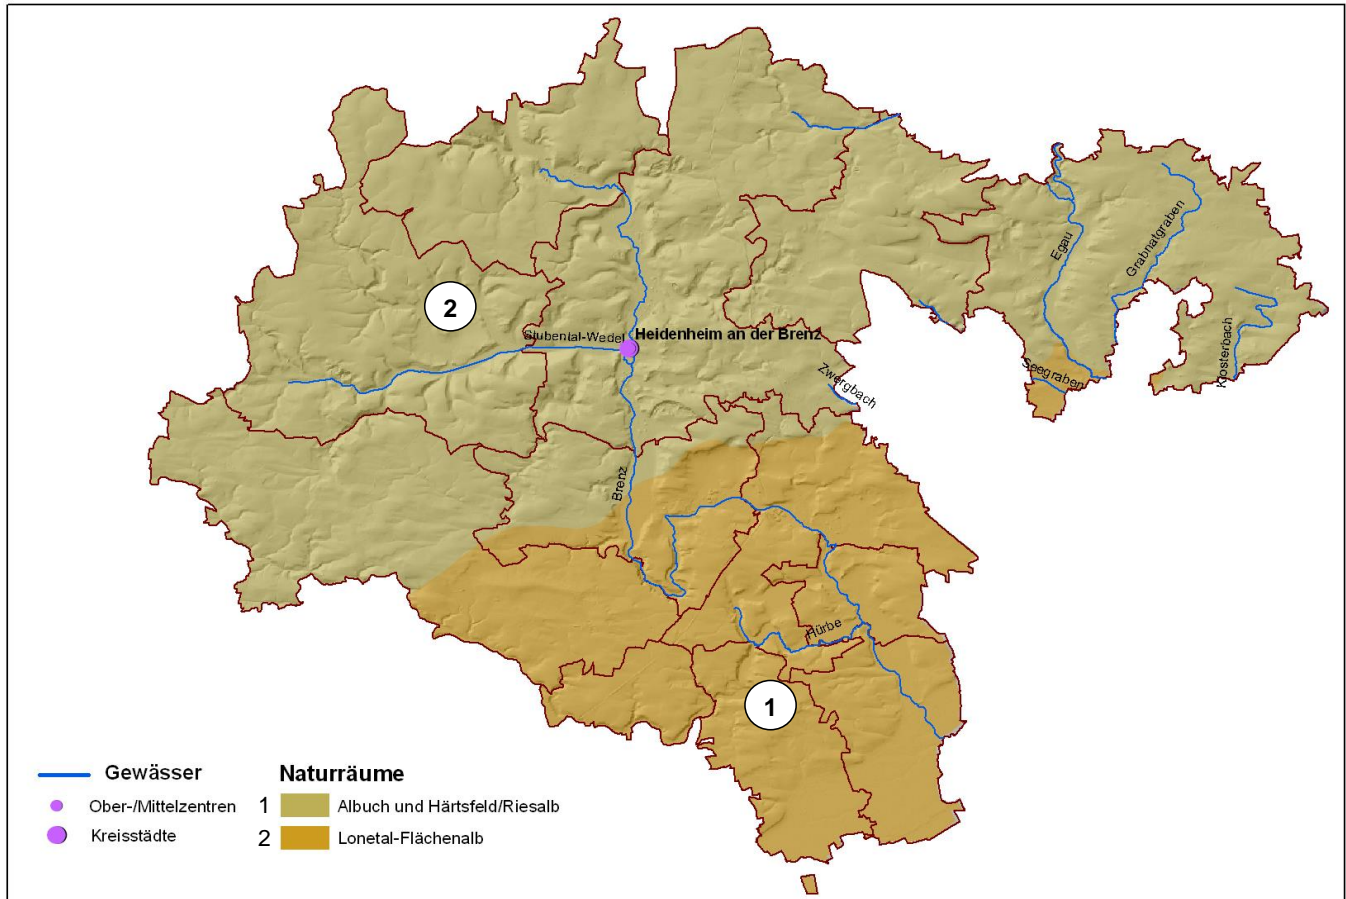 Egau
Grabnatgraben
2
Stubental-Wedel
Heidenheim an der Brenz
Klosterbach
Seegraben
Zwergbach
Brenz
Hürbe
1
Gewässer
Naturräume
Ober-/Mittelzentren
1 Albuch und Härtsfeld/Riesalb
Kreisstädte
2 Lonetal-Flächenalb